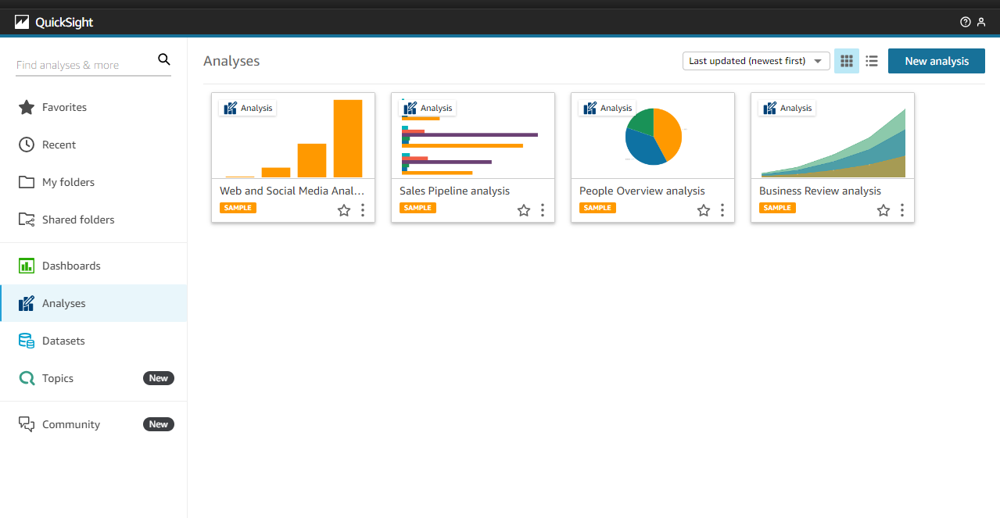 QuickSight
Find analyses & more
Favorites
Recent
My folders
Shared folders
Dashboards
Analyses
Datasets
Topics New
Community New
Analyses
Last updated (newest first)
New analysis
Analysis
Web and Social Media Anal...
SAMPLE
Analysis
Sales Pipeline analysis
SAMPLE
Analysis
People Overview analysis
SAMPLE
Analysis
Business Review analysis
SAMPLE